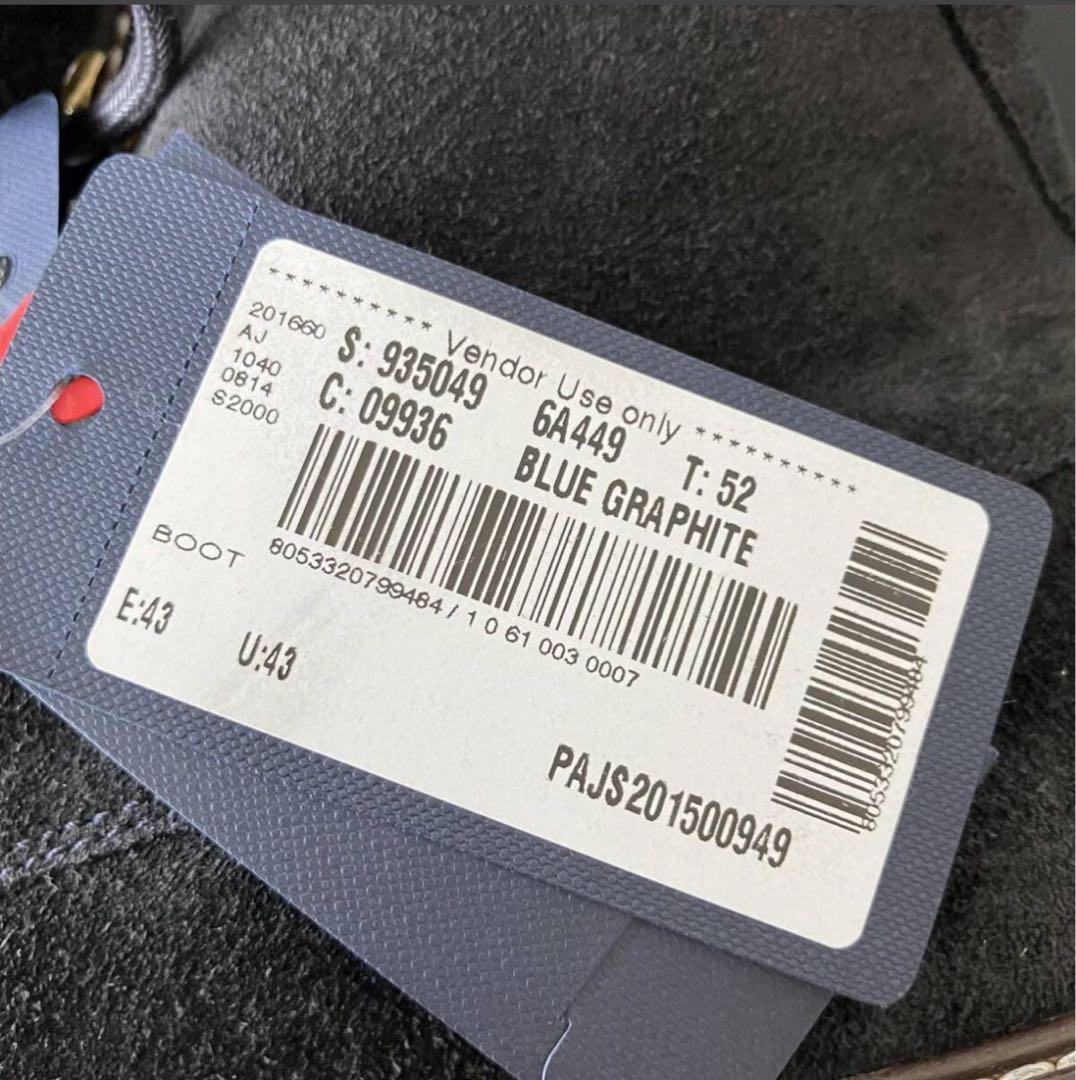 ********** Vendor Use only **********
201660
AJ
1040
0814
S2000
S: 935049 6A449 T: 52
C: 09936 BLUE GRAPHITE
8053320799484 / 1 0 61 003 0007
BOOT
E:43 U:43
PAJS201500949
8053320799484